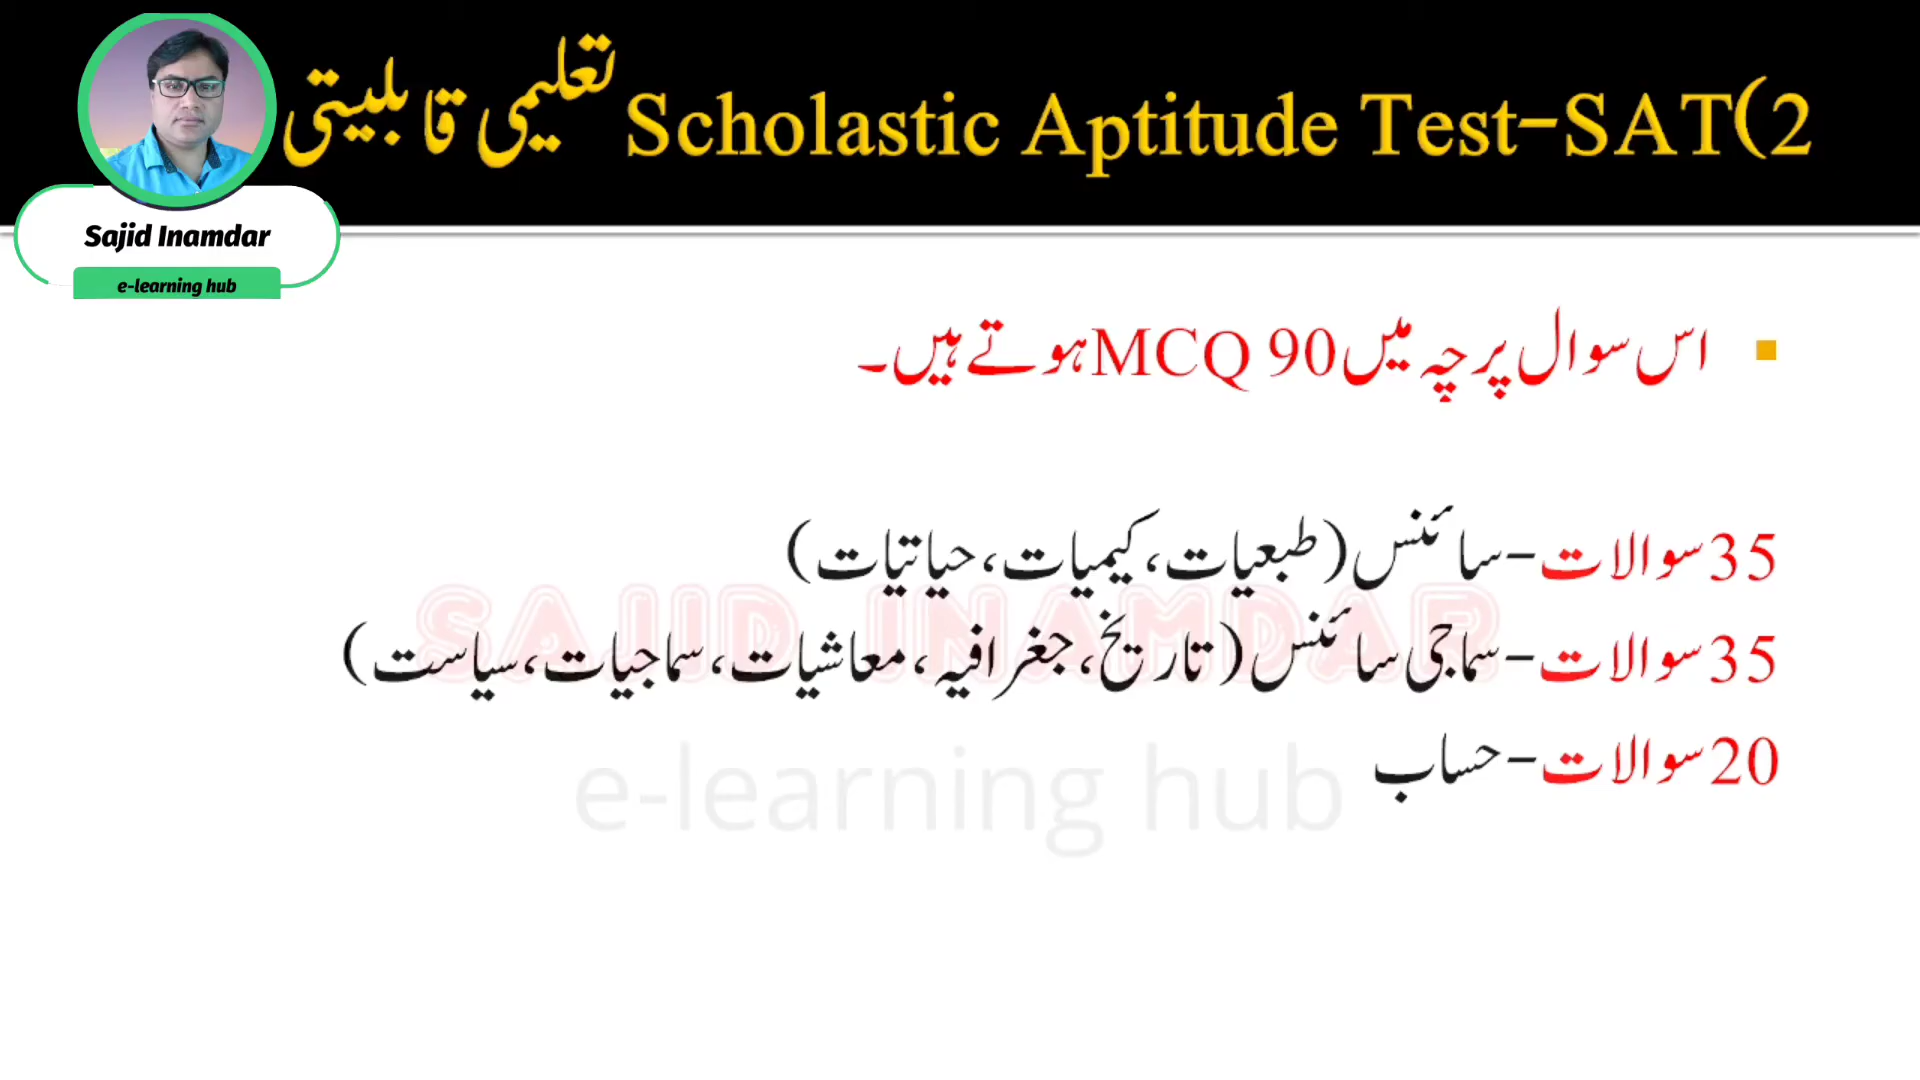 2)Scholastic Aptitude Test-SAT تعلیمی قابلیتی
Sajid Inamdar
e-learning hub
اس سوال پرچہ میں 90 MCQ ہوتے ہیں۔
35 سوالات - سائنس (طبعیات، کیمیات، حیاتیات)
SAJID INAMDAR
35 سوالات - سماجی سائنس (تاریخ، جغرافیہ، معاشیات، سماجیات، سیاست)
20 سوالات - حساب
e-learning hub